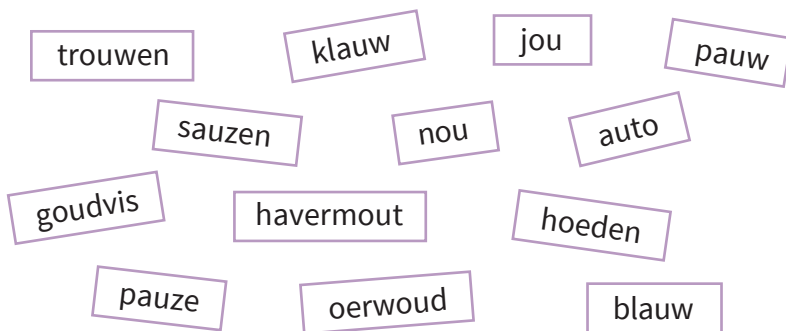 trouwen
klauw
jou
pauw
sauzen
nou
auto
goudvis
havermout
hoeden
pauze
oerwoud
blauw